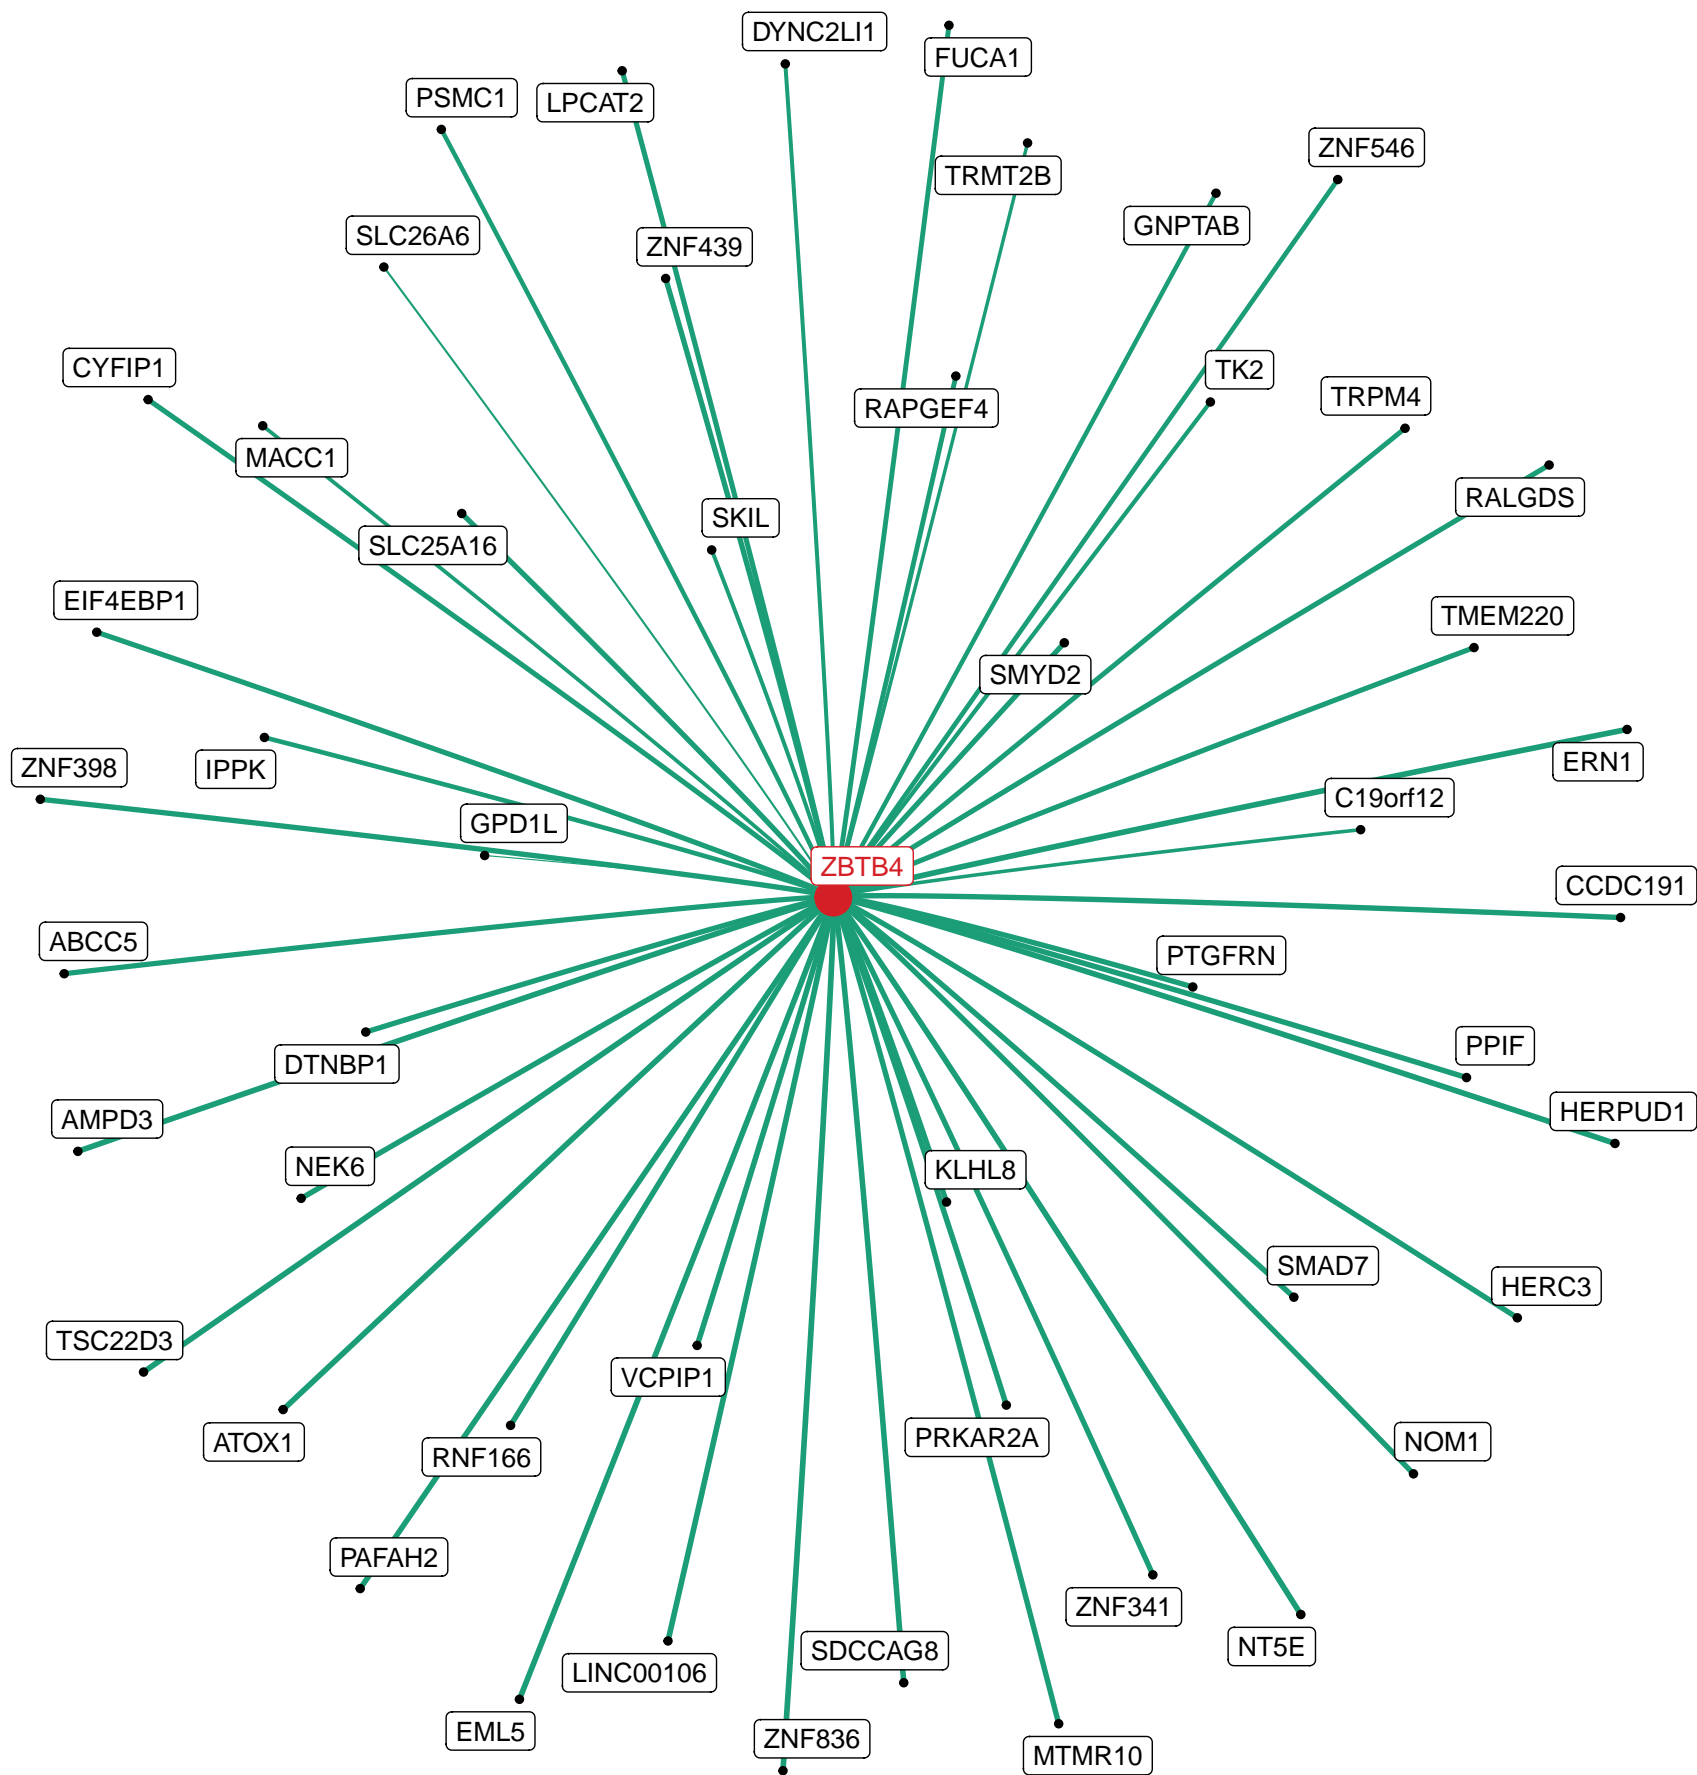 DYNC2LI1
FUCA1
PSMC1
LPCAT2
ZNF546
TRMT2B
GNPTAB
SLC26A6
ZNF439
CYFIP1
TK2
TRPM4
RAPGEF4
MACC1
RALGDS
SKIL
SLC25A16
EIF4EBP1
TMEM220
SMYD2
ZNF398
IPPK
ERN1
C19orf12
GPD1L
ZBTB4
CCDC191
ABCC5
PTGFRN
PPIF
DTNBP1
HERPUD1
AMPD3
NEK6
KLHL8
SMAD7
HERC3
TSC22D3
VCPIP1
ATOX1
PRKAR2A
NOM1
RNF166
PAFAH2
ZNF341
NT5E
SDCCAG8
LINC00106
EML5
ZNF836
MTMR10